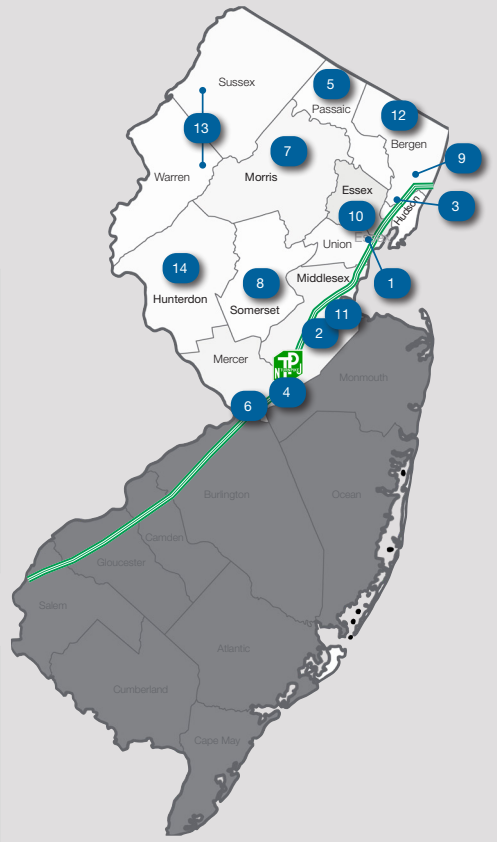 Sussex
5
Passaic
12
13
Bergen
7
9
Warren
Morris
Essex
3
Hudson
10
Union
14
8
1
Middlesex
Hunterdon
Somerset
11
2
Mercer
TP
N J
4
Monmouth
6
Burlington
Ocean
Camden
Gloucester
Salem
Atlantic
Cumberland
Cape May